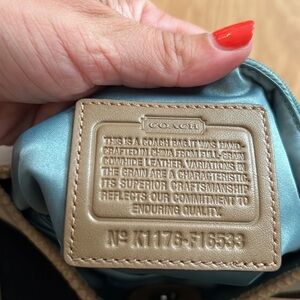 COACH
THIS IS A COACH BAG. IT WAS HAND-
CRAFTED IN CHINA FROM FULL-GRAIN
COWHIDE LEATHER. VARIATIONS IN
THE GRAIN ARE A CHARACTERISTIC.
ITS SUPERIOR CRAFTSMANSHIP
REFLECTS OUR COMMITMENT TO
ENDURING QUALITY.
Nº K1176-F16533